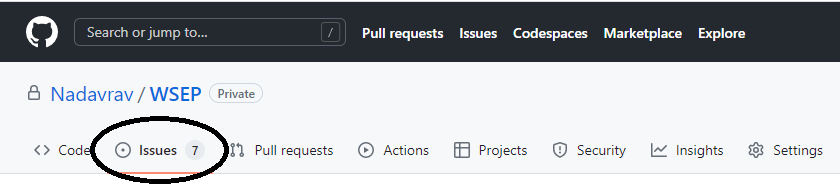 Search or jump to... / Pull requests Issues Codespaces Marketplace Explore
Nadavrav / WSEP Private
Code Issues 7 Pull requests Actions Projects Security Insights Settings